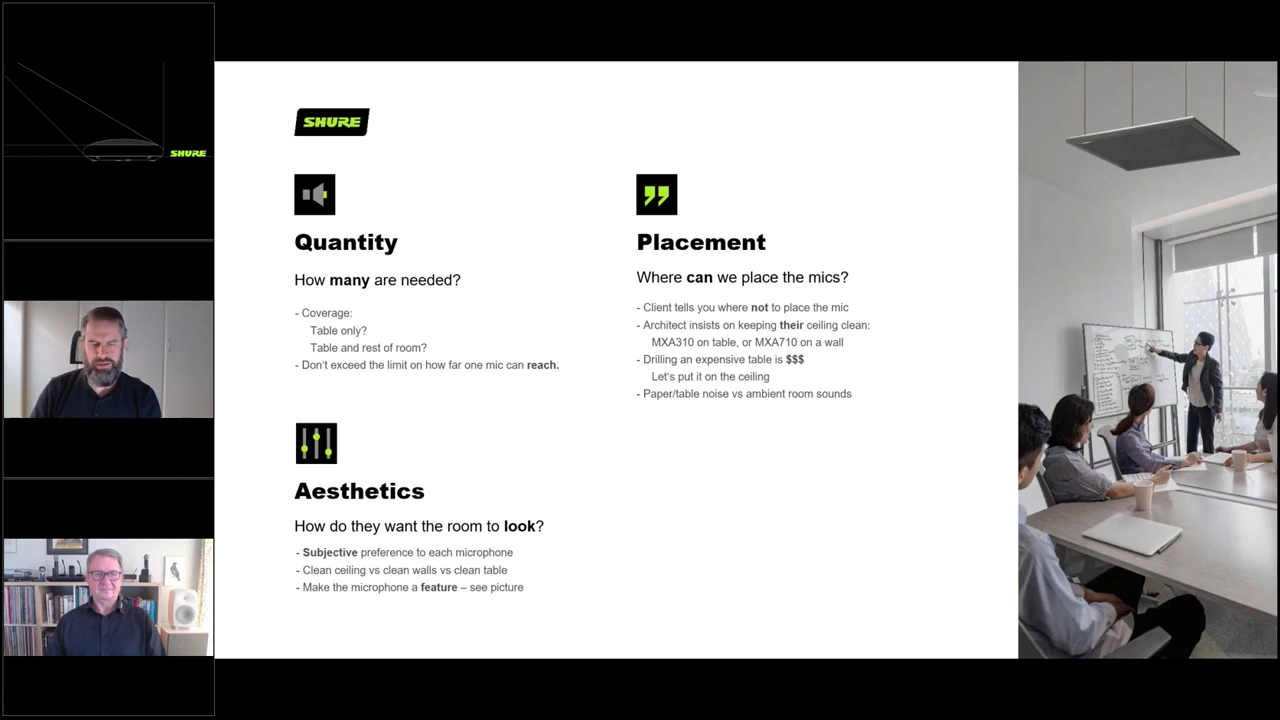 SHURE
SHURE
Quantity
How many are needed?
- Coverage:
Table only?
Table and rest of room?
- Don't exceed the limit on how far one mic can reach.
Placement
Where can we place the mics?
- Client tells you where not to place the mic
- Architect insists on keeping their ceiling clean:
MXA310 on table, or MXA710 on a wall
- Drilling an expensive table is $$$
Let's put it on the ceiling
- Paper/table noise vs ambient room sounds
Aesthetics
How do they want the room to look?
- Subjective preference to each microphone
- Clean ceiling vs clean walls vs clean table
- Make the microphone a feature – see picture